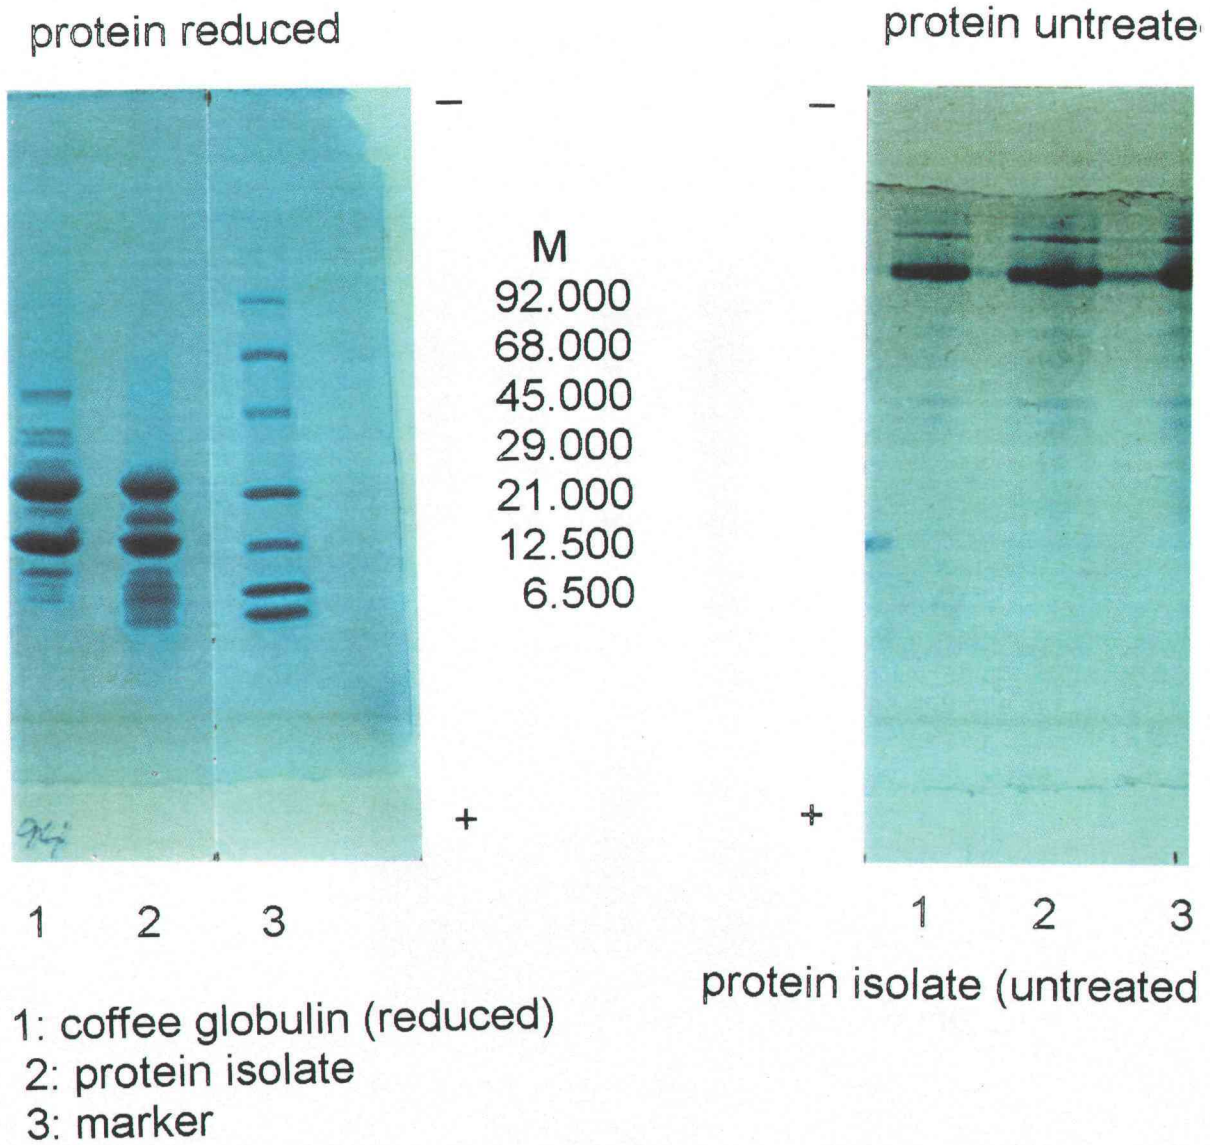 protein reduced
protein untreate
–
–
M
92.000
68.000
45.000
29.000
21.000
12.500
6.500
+
+
1 2 3
1 2 3
protein isolate (untreated
1: coffee globulin (reduced)
2: protein isolate
3: marker